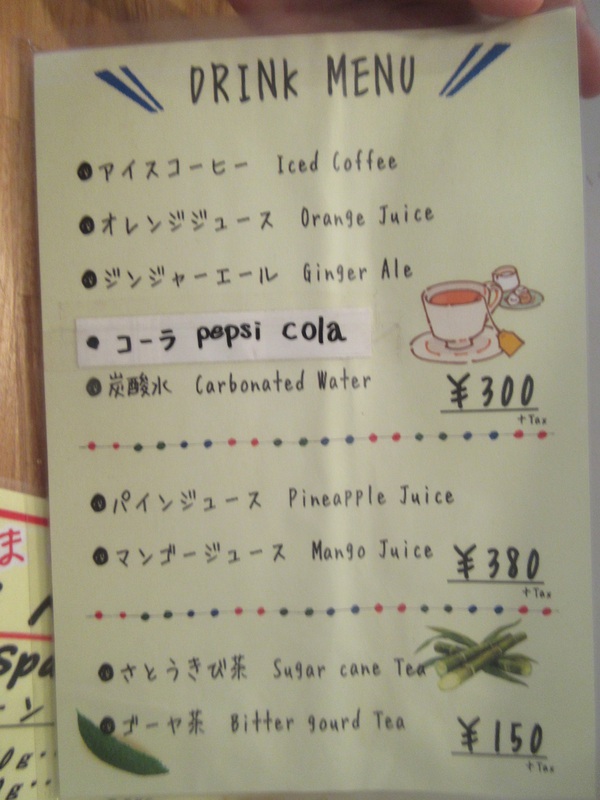 DRINK MENU
アイスコーヒー Iced Coffee
オレンジジュース Orange Juice
ジンジャーエール Ginger Ale
• コーラ pepsi cola
炭酸水 Carbonated Water
¥300
+Tax
パインジュース Pineapple Juice
マンゴージュース Mango Juice
¥380
+Tax
さとうきび茶 Sugar cane Tea
ゴーヤ茶 Bitter gourd Tea
¥150
+Tax
ま
Spa